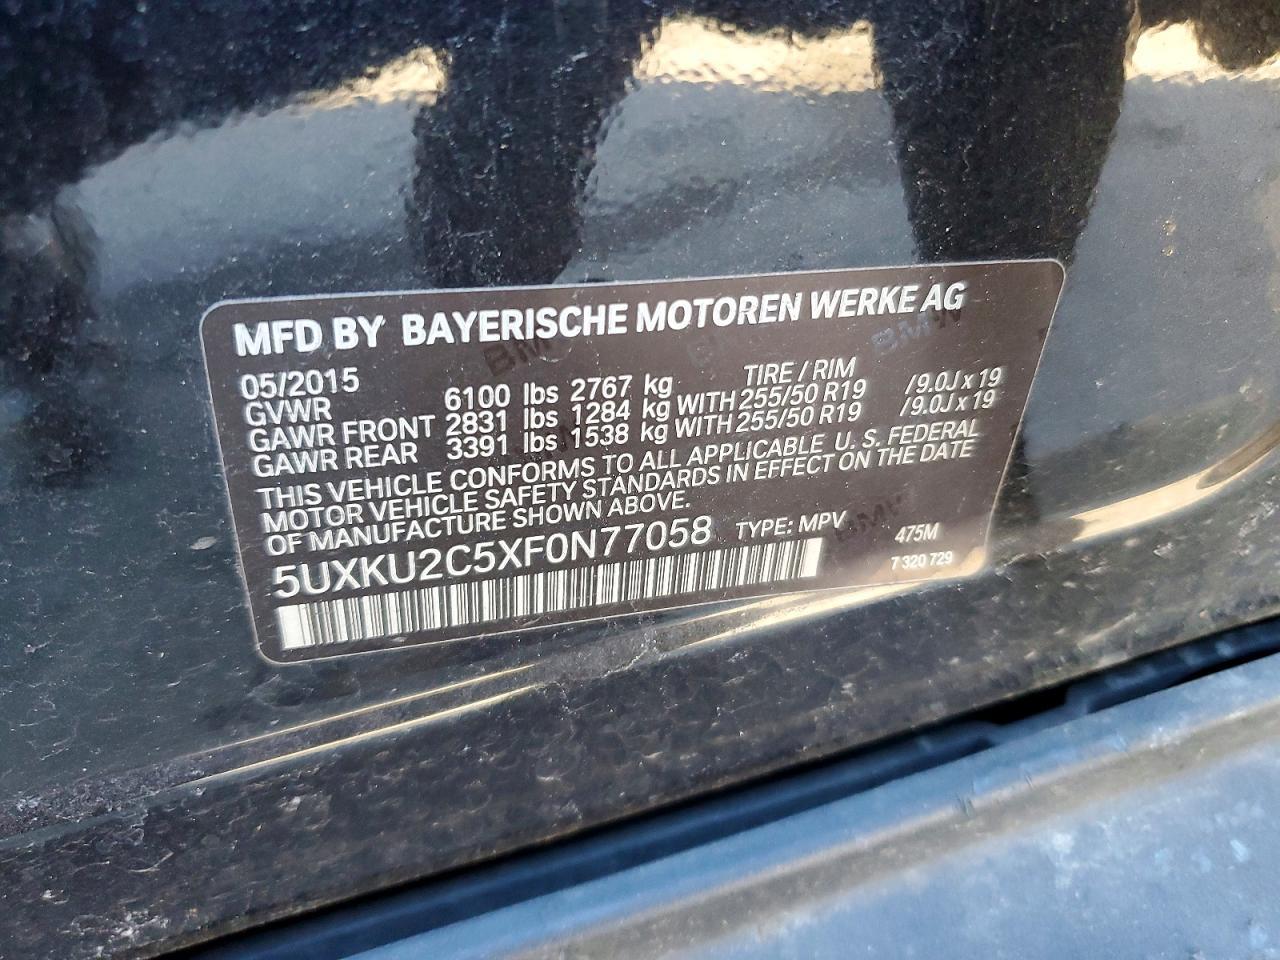 MFD BY BAYERISCHE MOTOREN WERKE AG
05/2015 TIRE / RIM
GVWR 6100 lbs 2767 kg
GAWR FRONT 2831 lbs 1284 kg WITH 255/50 R19 / 9.0J x 19
GAWR REAR 3391 lbs 1538 kg WITH 255/50 R19 / 9.0J x 19
THIS VEHICLE CONFORMS TO ALL APPLICABLE U. S. FEDERAL
MOTOR VEHICLE SAFETY STANDARDS IN EFFECT ON THE DATE
OF MANUFACTURE SHOWN ABOVE.
5UXKU2C5XF0N77058 TYPE: MPV 475M
7 320 729